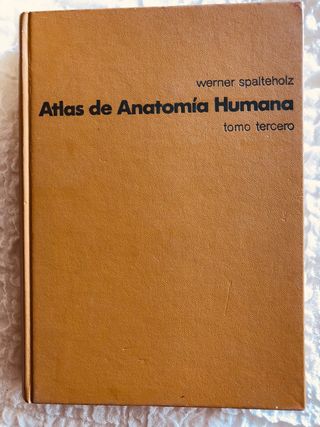 werner spalteholz
Atlas de Anatomía Humana
tomo tercero